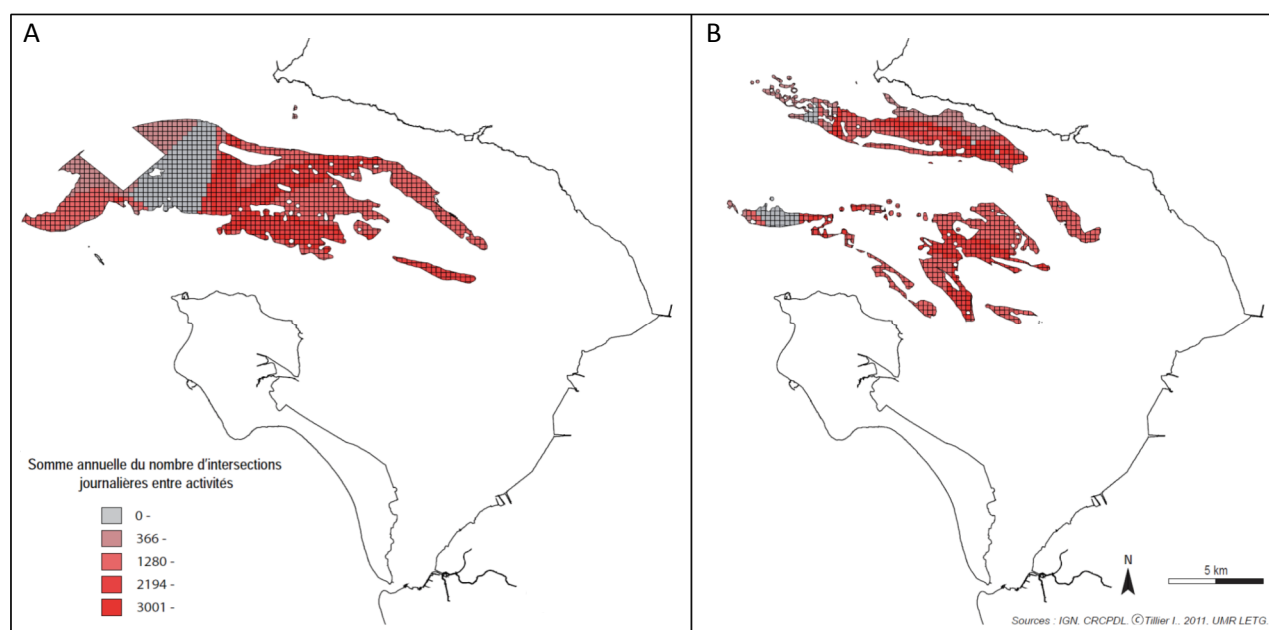 A
B
Somme annuelle du nombre d'intersections
journalières entre activités
0 -
366 -
1280 -
2194 -
3001 -
N
5 km
Sources : IGN, CRCPDL, ©Tillier I., 2011, UMR LETG.